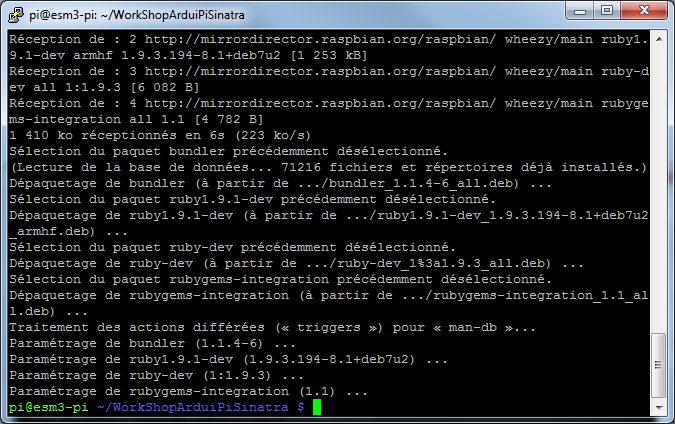 pi@esm3-pi: ~/WorkShopArduiPiSinatra
Réception de : 2 http://mirrordirector.raspbian.org/raspbian/ wheezy/main ruby1.
9.1-dev armhf 1.9.3.194-8.1+deb7u2 [1 253 kB]
Réception de : 3 http://mirrordirector.raspbian.org/raspbian/ wheezy/main ruby-d
ev all 1:1.9.3 [6 082 B]
Réception de : 4 http://mirrordirector.raspbian.org/raspbian/ wheezy/main rubyge
ms-integration all 1.1 [4 782 B]
1 410 ko réceptionnés en 6s (223 ko/s)
Sélection du paquet bundler précédemment désélectionné.
(Lecture de la base de données... 71216 fichiers et répertoires déjà installés.)
Dépaquetage de bundler (à partir de .../bundler_1.1.4-6_all.deb) ...
Sélection du paquet ruby1.9.1-dev précédemment désélectionné.
Dépaquetage de ruby1.9.1-dev (à partir de .../ruby1.9.1-dev_1.9.3.194-8.1+deb7u2
_armhf.deb) ...
Sélection du paquet ruby-dev précédemment désélectionné.
Dépaquetage de ruby-dev (à partir de .../ruby-dev_1%3a1.9.3_all.deb) ...
Sélection du paquet rubygems-integration précédemment désélectionné.
Dépaquetage de rubygems-integration (à partir de .../rubygems-integration_1.1_al
l.deb) ...
Traitement des actions différées (« triggers ») pour « man-db »...
Paramétrage de bundler (1.1.4-6) ...
Paramétrage de ruby1.9.1-dev (1.9.3.194-8.1+deb7u2) ...
Paramétrage de ruby-dev (1:1.9.3) ...
Paramétrage de rubygems-integration (1.1) ...
pi@esm3-pi ~/WorkShopArduiPiSinatra $